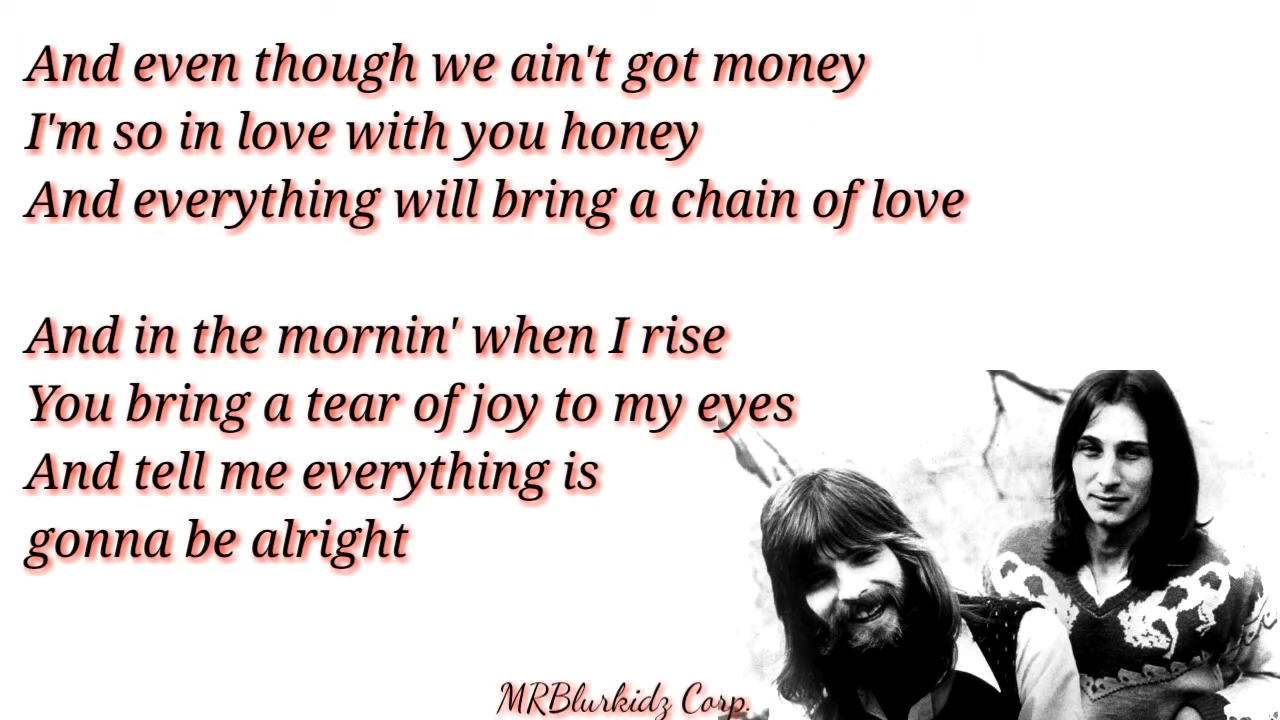 And even though we ain't got money
I'm so in love with you honey
And everything will bring a chain of love
And in the mornin' when I rise
You bring a tear of joy to my eyes
And tell me everything is
gonna be alright
MRBlurkidz Corp.